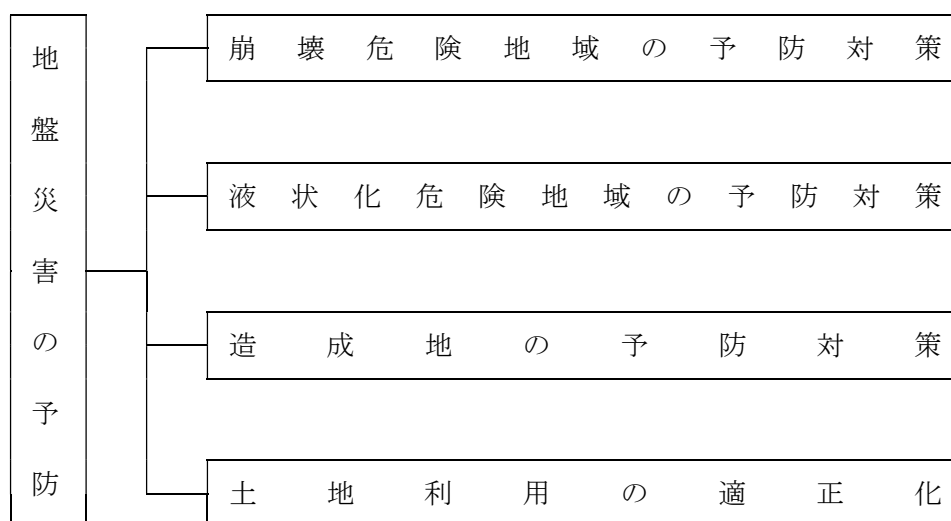 地盤災害の予防
崩壊危険地域の予防対策
液状化危険地域の予防対策
造成地の予防対策
土地利用の適正化